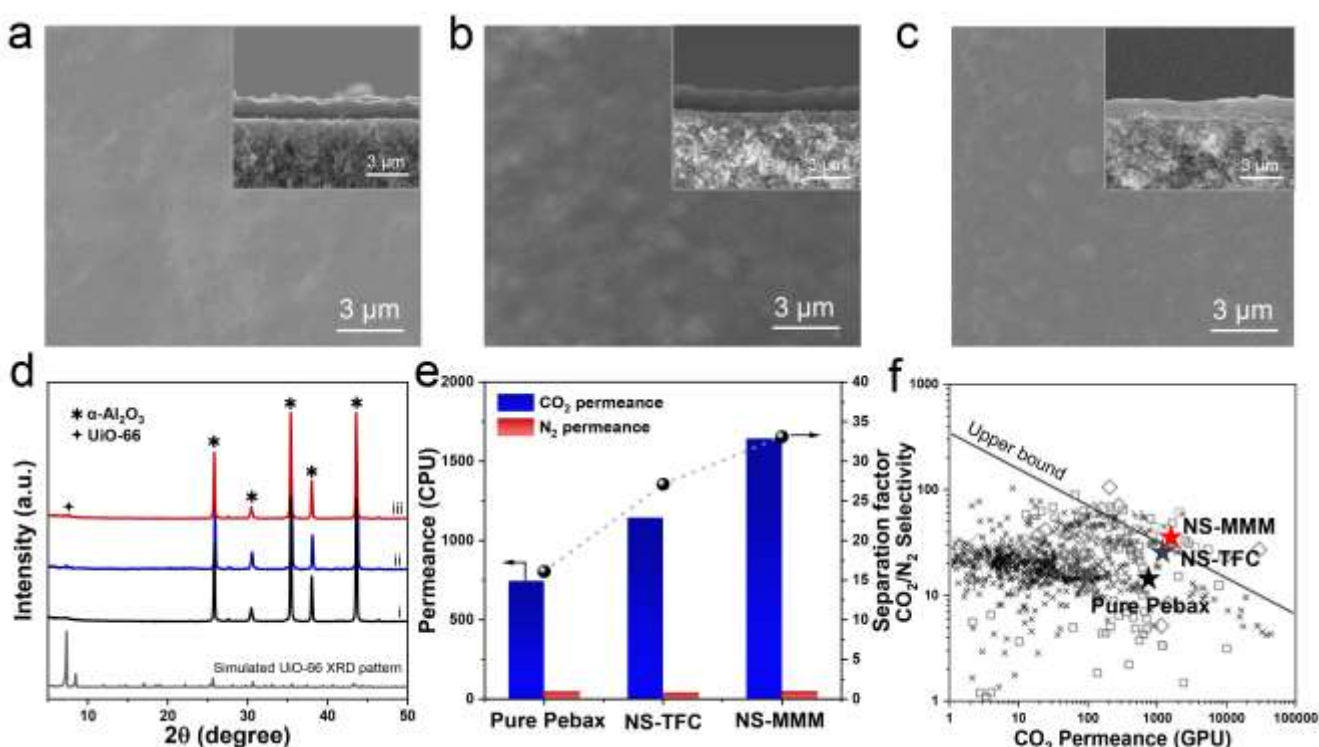 a
3 μm
3 μm
b
3 μm
3 μm
c
3 μm
3 μm
d
Intensity (a.u.)
* α-Al₂O₃
✦ UiO-66
iii
ii
i
Simulated UiO-66 XRD pattern
10 20 30 40 50
2θ (degree)
e
Permeance (CPU)
2000
1500
1000
500
0
CO₂ permeance
N₂ permeance
40
35
30
25
20
15
10
5
0
Separation factor
Pure Pebax NS-TFC NS-MMM
f
CO₂/N₂ Selectivity
1000
100
10
1
Upper bound
NS-MMM
NS-TFC
Pure Pebax
1 10 100 1000 10000 100000
CO₂ Permeance (GPU)